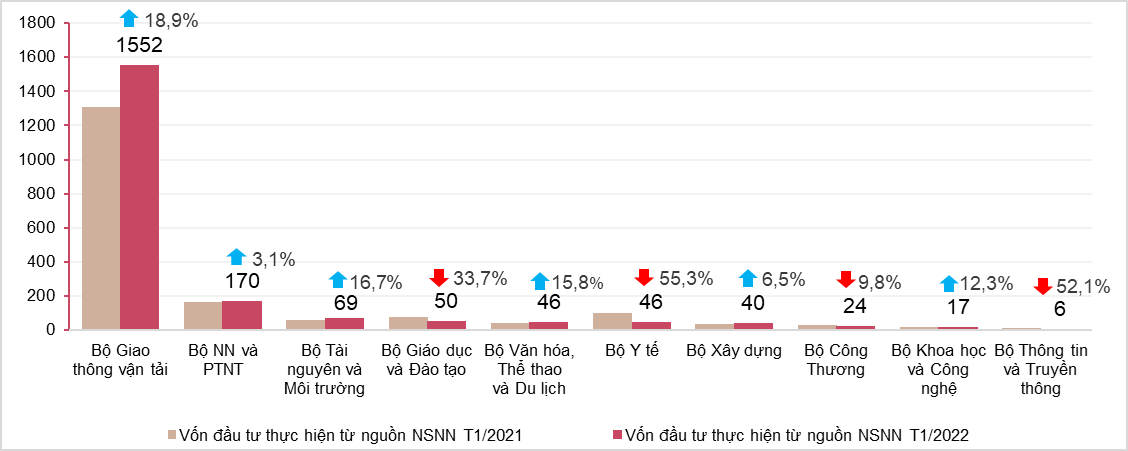 1800
1600
1400
1200
1000
800
600
400
200
0
18,9%
1552
3,1%
170
16,7%
69
33,7%
50
15,8%
46
55,3%
46
6,5%
40
9,8%
24
12,3%
17
52,1%
6
Bộ Giao
thông vận tải
Bộ NN và
PTNT
Bộ Tài
nguyên và
Môi trường
Bộ Giáo dục
và Đào tạo
Bộ Văn hóa,
Thể thao
và Du lịch
Bộ Y tế
Bộ Xây dựng
Bộ Công
Thương
Bộ Khoa học
và Công
nghệ
Bộ Thông tin
và Truyền
thông
Vốn đầu tư thực hiện từ nguồn NSNN T1/2021
Vốn đầu tư thực hiện từ nguồn NSNN T1/2022